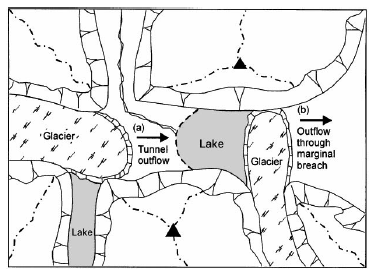 Glacier
(a)
Tunnel
outflow
Lake
Glacier
(b)
Outflow
through
marginal
breach
Lake